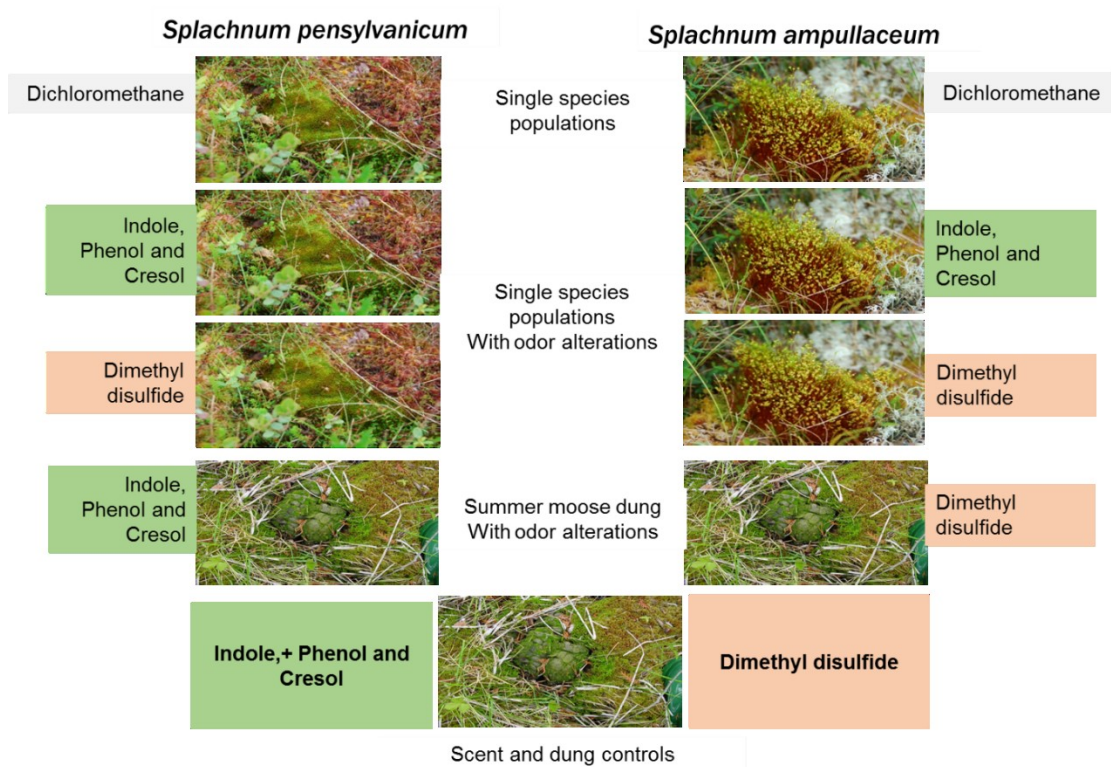 Splachnum pensylvanicum
Splachnum ampullaceum
Dichloromethane
Single species
populations
Dichloromethane
Indole,
Phenol and
Cresol
Indole,
Phenol and
Cresol
Single species
populations
With odor alterations
Dimethyl
disulfide
Dimethyl
disulfide
Indole,
Phenol and
Cresol
Summer moose dung
With odor alterations
Dimethyl
disulfide
Indole,+ Phenol and
Cresol
Dimethyl disulfide
Scent and dung controls